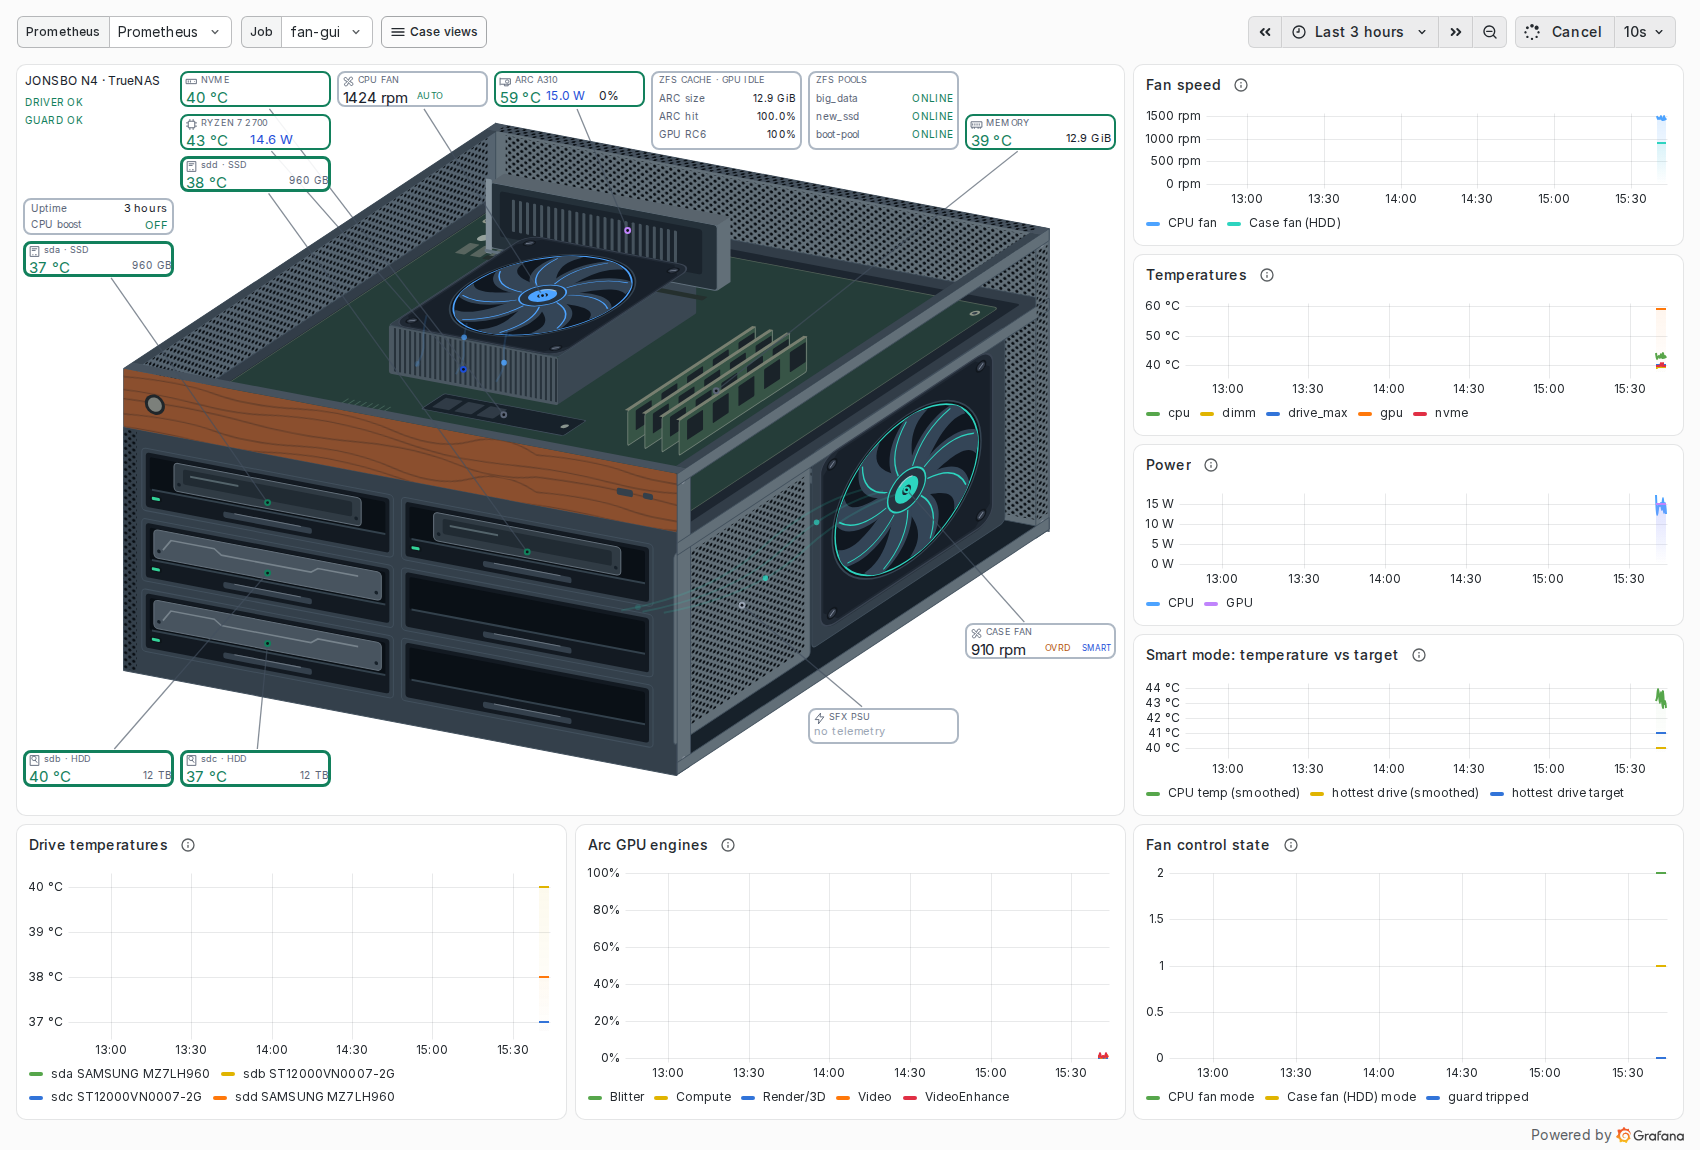 Prometheus Prometheus Job fan-gui Case views Last 3 hours Cancel 10s
JONSBO N4 · TrueNAS
DRIVER OK
GUARD OK
NVME
40 °C
CPU FAN
1424 rpm AUTO
ARC A310
59 °C 15.0 W 0%
ZFS CACHE · GPU IDLE
ARC size 12.9 GiB
ARC hit 100.0%
GPU RC6 100%
ZFS POOLS
big_data ONLINE
new_ssd ONLINE
boot-pool ONLINE
RYZEN 7 2700
43 °C 14.6 W
MEMORY
39 °C 12.9 GiB
sdd · SSD
38 °C 960 GB
Uptime 3 hours
CPU boost OFF
sda · SSD
37 °C 960 GB
CASE FAN
910 rpm OVRD SMART
SFX PSU
no telemetry
sdb · HDD
40 °C 12 TB
sdc · HDD
37 °C 12 TB
Fan speed
1500 rpm
1000 rpm
500 rpm
0 rpm
13:00 13:30 14:00 14:30 15:00 15:30
CPU fan Case fan (HDD)
Temperatures
60 °C
50 °C
40 °C
13:00 13:30 14:00 14:30 15:00 15:30
cpu dimm drive_max gpu nvme
Power
15 W
10 W
5 W
0 W
13:00 13:30 14:00 14:30 15:00 15:30
CPU GPU
Smart mode: temperature vs target
44 °C
43 °C
42 °C
41 °C
40 °C
13:00 13:30 14:00 14:30 15:00 15:30
CPU temp (smoothed) hottest drive (smoothed) hottest drive target
Drive temperatures
40 °C
39 °C
38 °C
37 °C
13:00 13:30 14:00 14:30 15:00 15:30
sda SAMSUNG MZ7LH960 sdb ST12000VN0007-2G
sdc ST12000VN0007-2G sdd SAMSUNG MZ7LH960
Arc GPU engines
100%
80%
60%
40%
20%
0%
13:00 13:30 14:00 14:30 15:00 15:30
Blitter Compute Render/3D Video VideoEnhance
Fan control state
2
1.5
1
0.5
0
13:00 13:30 14:00 14:30 15:00 15:30
CPU fan mode Case fan (HDD) mode guard tripped
Powered by Grafana